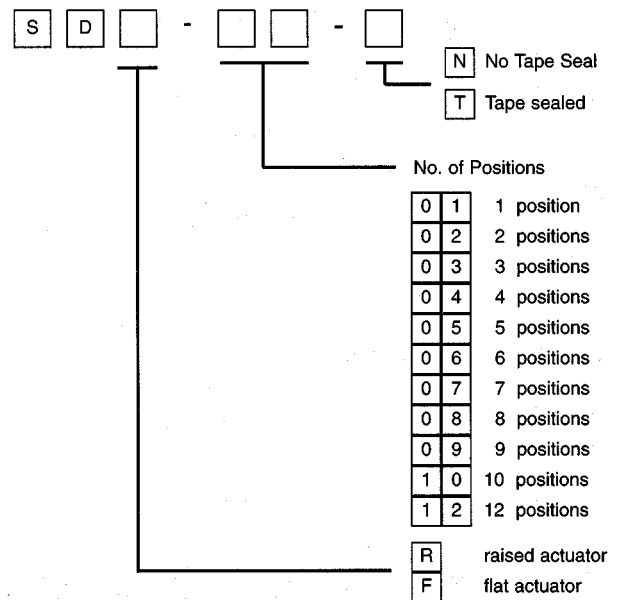 S D - -
N No Tape Seal
T Tape sealed
No. of Positions
0 1 1 position
0 2 2 positions
0 3 3 positions
0 4 4 positions
0 5 5 positions
0 6 6 positions
0 7 7 positions
0 8 8 positions
0 9 9 positions
1 0 10 positions
1 2 12 positions
R raised actuator
F flat actuator